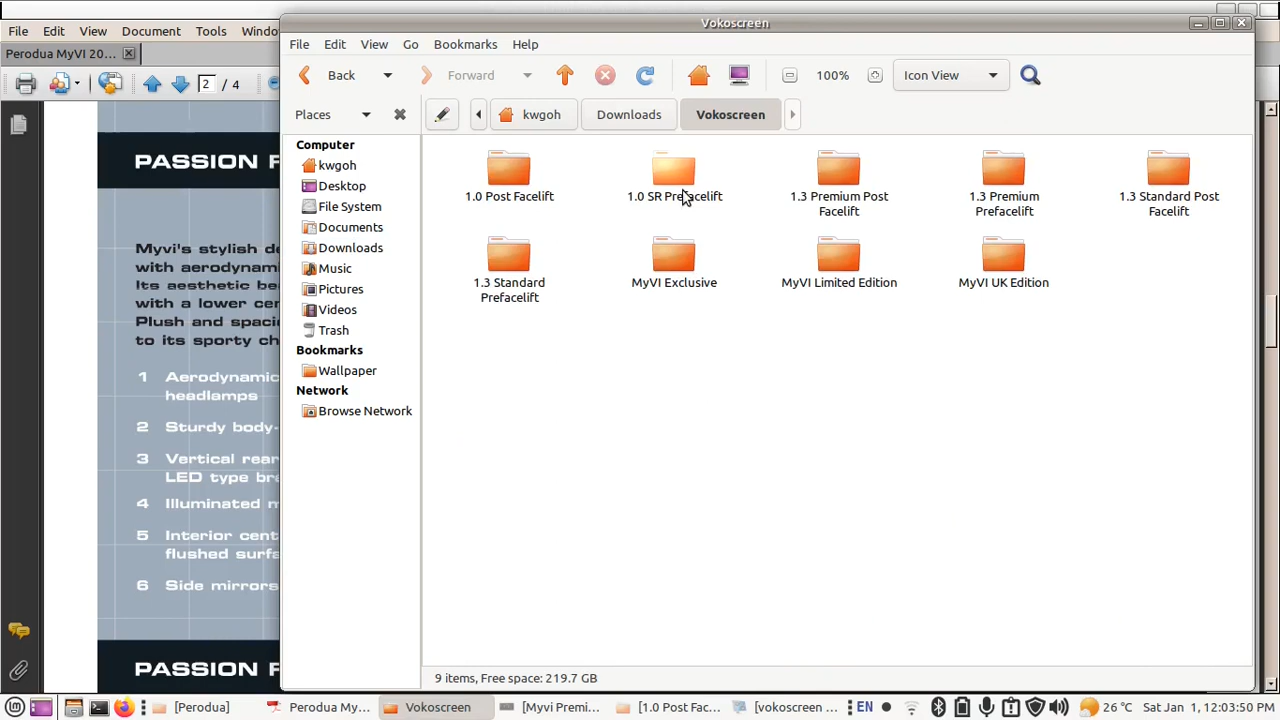 Vokoscreen
File Edit View Document Tools Windo
File Edit View Go Bookmarks Help
Perodua MyVI 20...
Back Forward 100% Icon View
2 / 4
Places kwgoh Downloads Vokoscreen
Computer
kwgoh
Desktop
File System
Documents
Downloads
Music
Pictures
Videos
Trash
Bookmarks
Wallpaper
Network
Browse Network
1.0 Post Facelift
1.0 SR Prefacelift
1.3 Premium Post
Facelift
1.3 Premium
Prefacelift
1.3 Standard Post
Facelift
1.3 Standard
Prefacelift
MyVI Exclusive
MyVI Limited Edition
MyVI UK Edition
PASSION F
Myvi's stylish de
with aerodynami
Its aesthetic bea
with a lower cen
Plush and spacio
to its sporty ch
1 Aerodynamic
headlamps
2 Sturdy body-
3 Vertical rear
LED type bre
4 Illuminated m
5 Interior cent
flushed surfa
6 Side mirrors
PASSION F
9 items, Free space: 219.7 GB
[Perodua] Perodua My... Vokoscreen [Myvi Premi... [1.0 Post Fac... [vokoscreen ... EN 26 °C Sat Jan 1, 12:03:50 PM